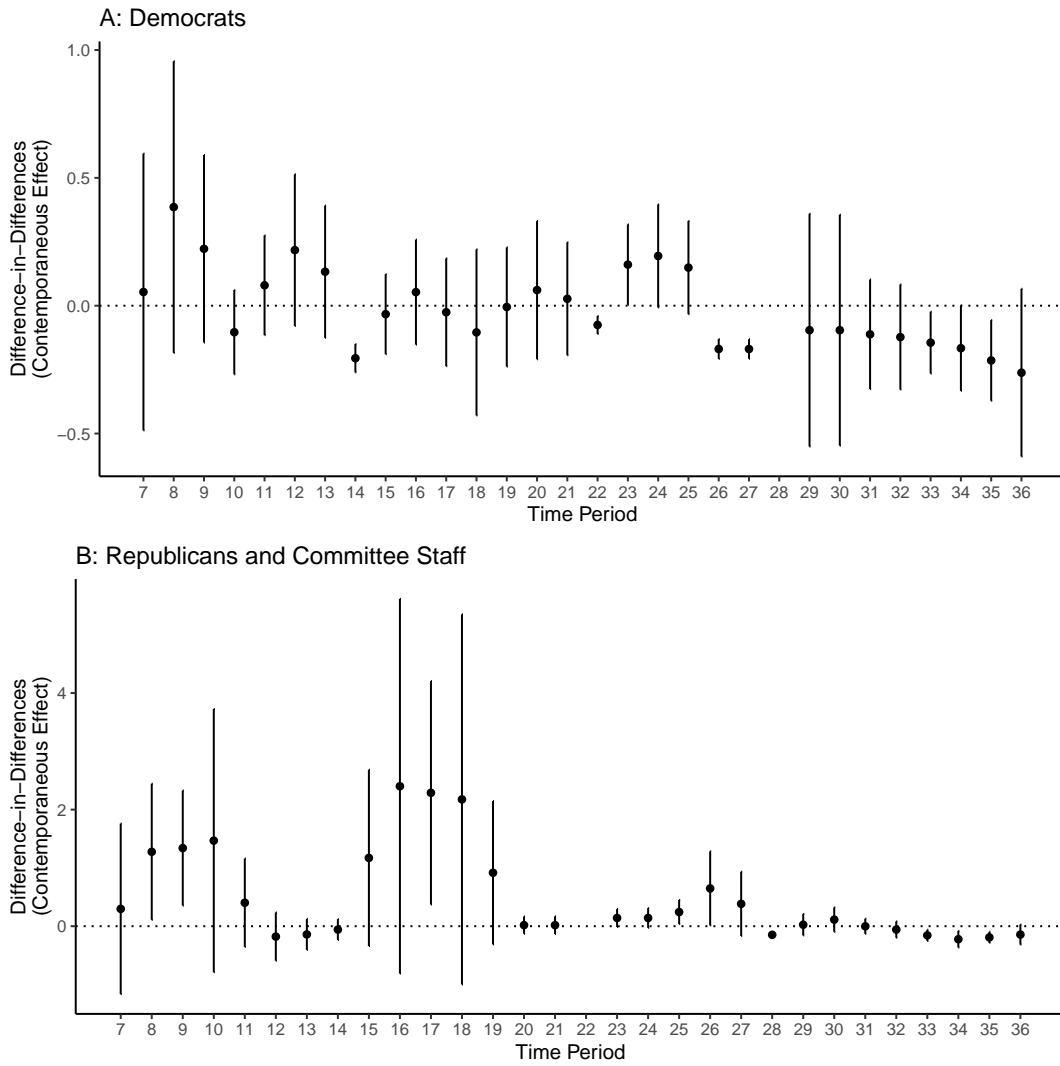 A: Democrats
Difference−in−Differences
(Contemporaneous Effect)
1.0
0.5
0.0
−0.5
7 8 9 10 11 12 13 14 15 16 17 18 19 20 21 22 23 24 25 26 27 28 29 30 31 32 33 34 35 36
Time Period
B: Republicans and Committee Staff
Difference−in−Differences
(Contemporaneous Effect)
4
2
0
7 8 9 10 11 12 13 14 15 16 17 18 19 20 21 22 23 24 25 26 27 28 29 30 31 32 33 34 35 36
Time Period